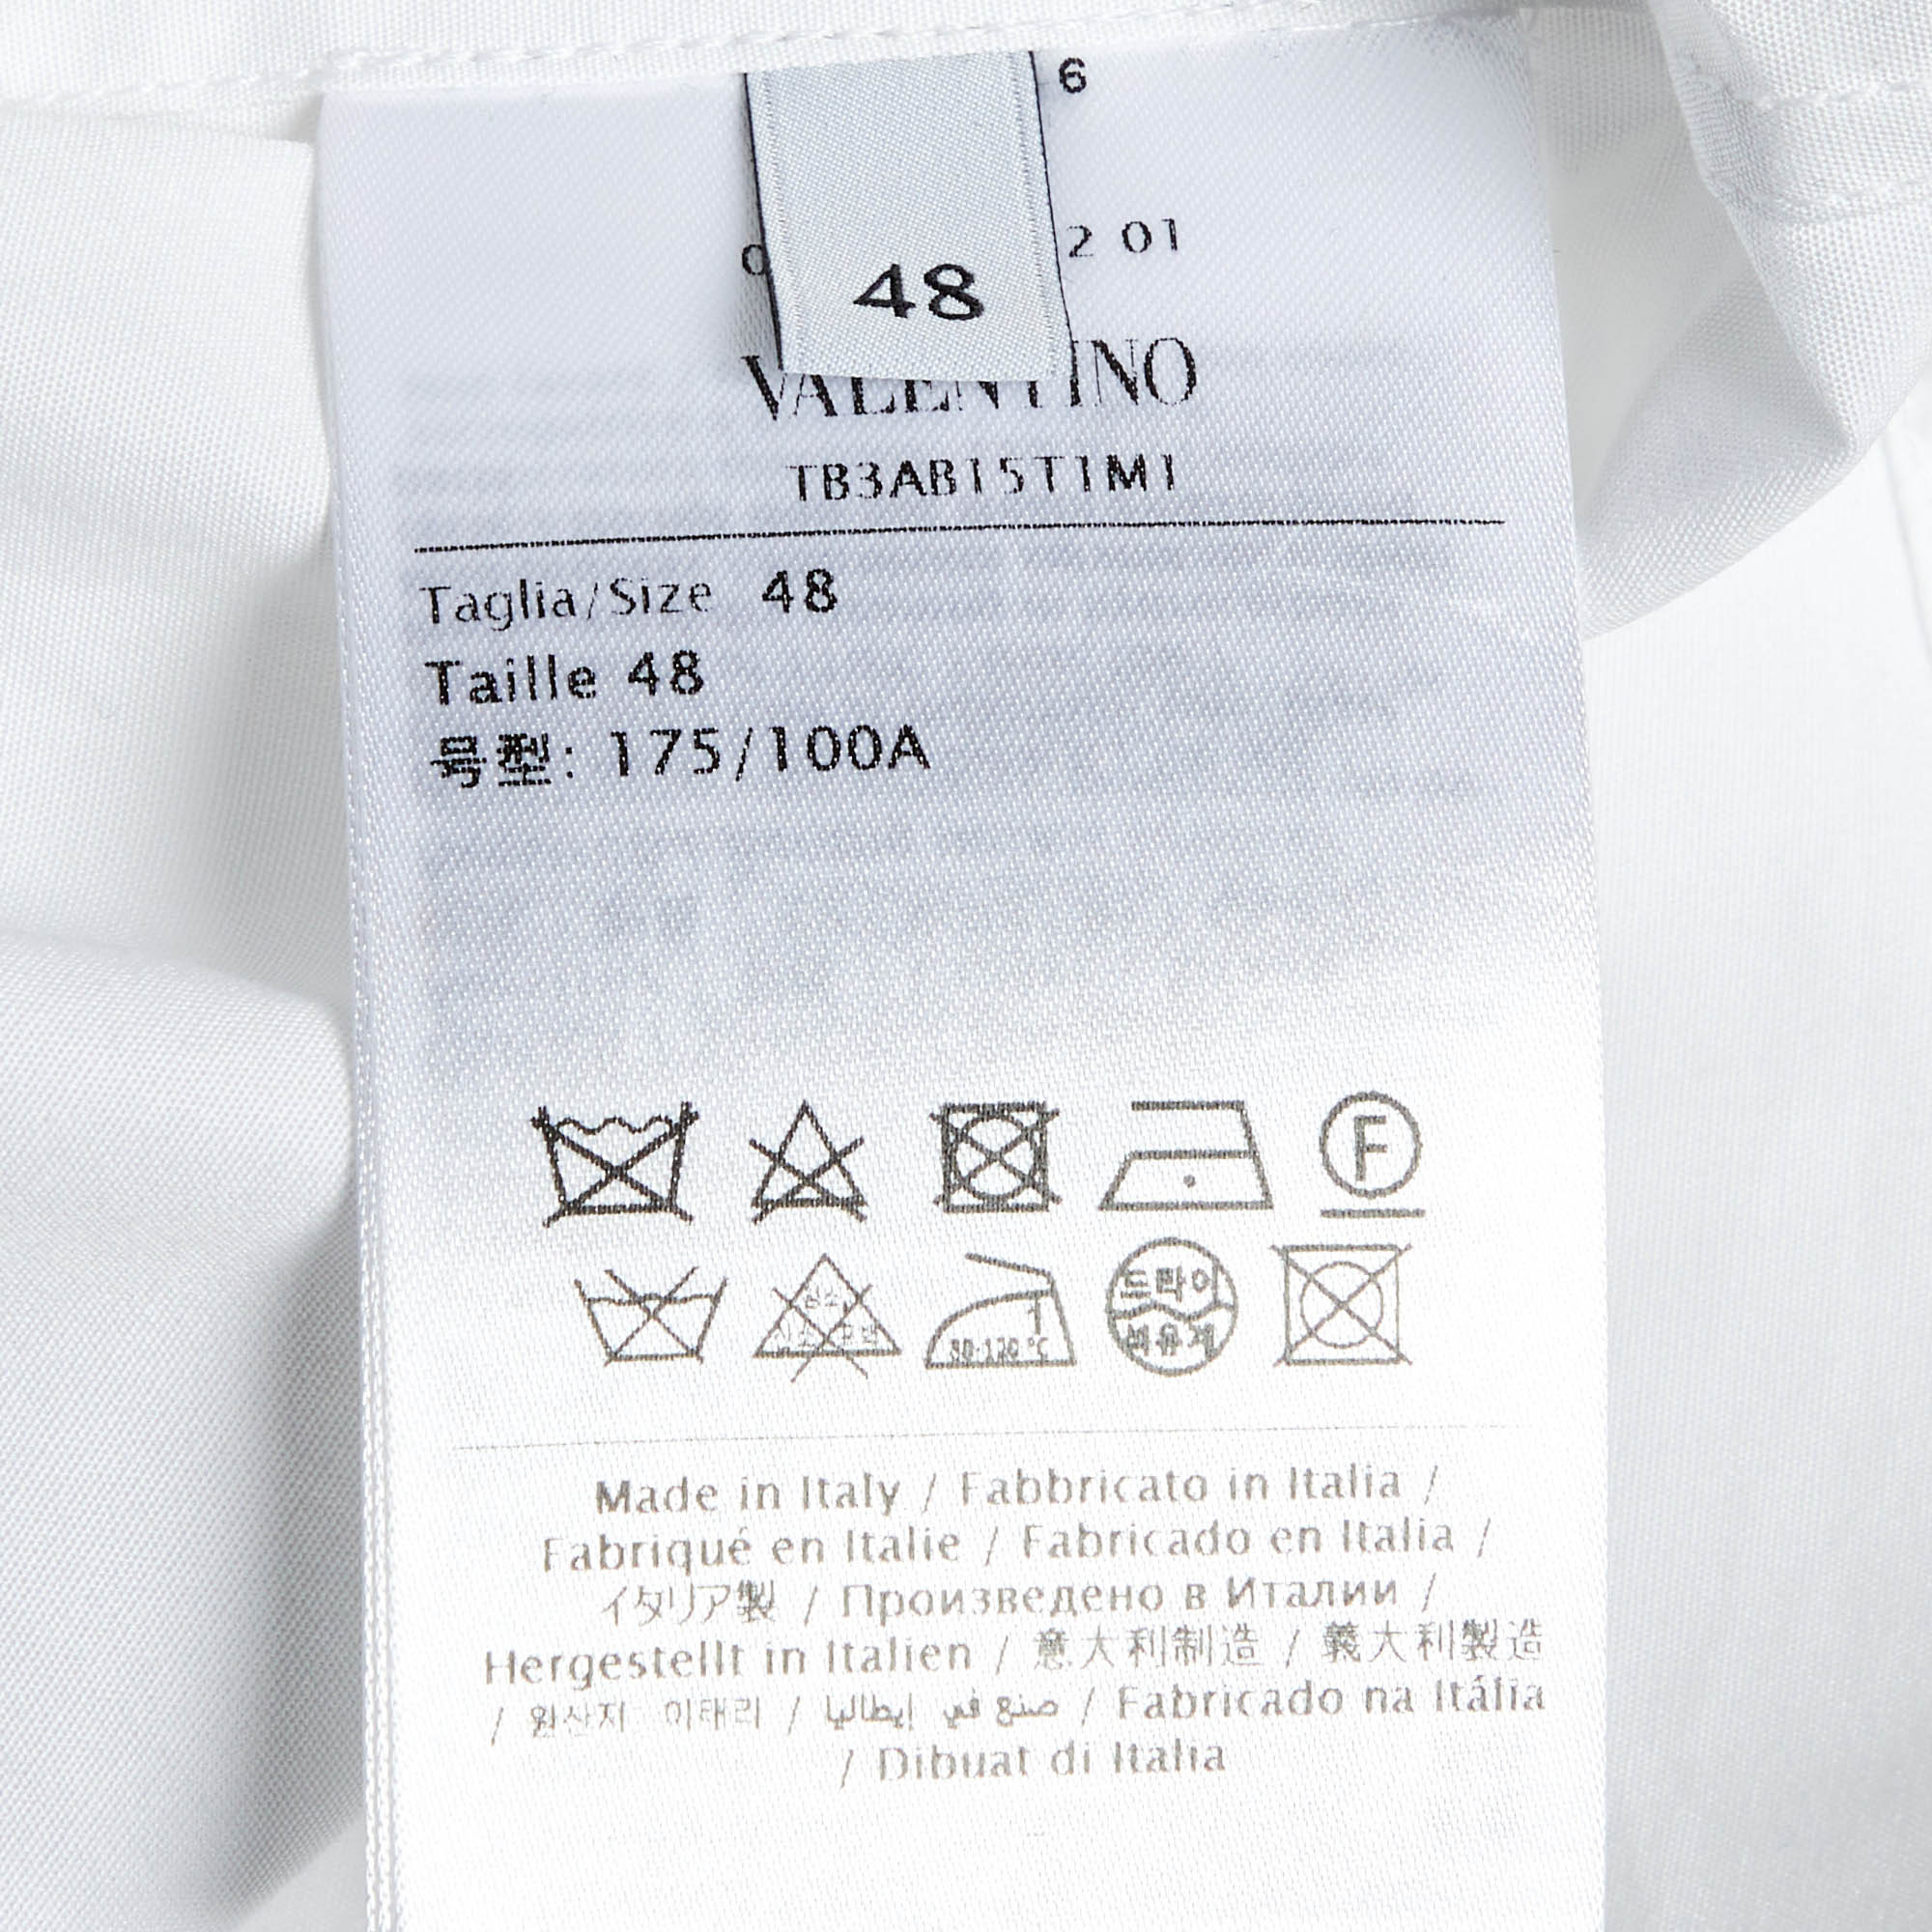 6
2 01
48
VALENTINO
TB3AB15T1M1
Taglia/Size 48
Taille 48
号型: 175/100A
F
80-120 °C
드라이
석유계
Made in Italy / Fabbricato in Italia /
Fabriqué en Italie / Fabricado en Italia /
イタリア製 / Произведено в Италии /
Hergestellt in Italien / 意大利制造 / 義大利製造
/ 원산지 이태리 / صنع في إيطاليا / Fabricado na Itália
/ Dibuat di Italia